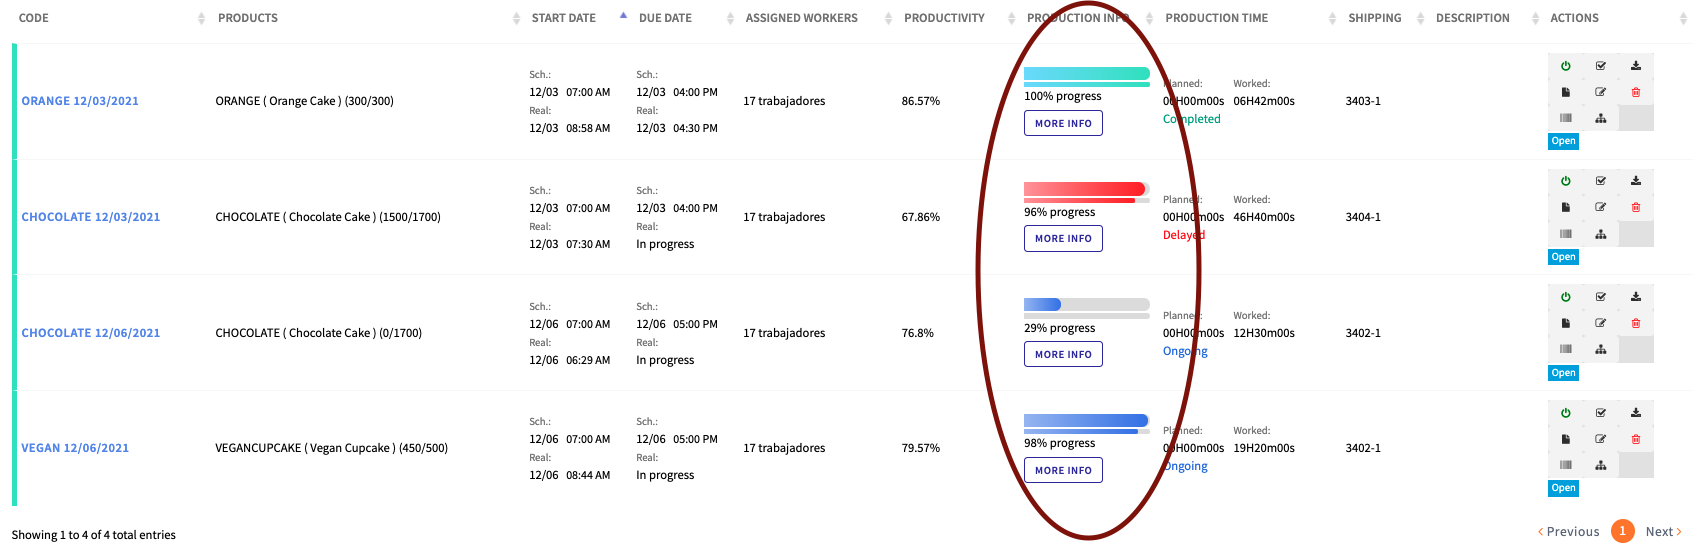 CODE PRODUCTS START DATE DUE DATE ASSIGNED WORKERS PRODUCTIVITY PRODUCTION INFO PRODUCTION TIME SHIPPING DESCRIPTION ACTIONS
Sch.: Sch.:
12/03 07:00 AM 12/03 04:00 PM
Real: Real:
12/03 08:58 AM 12/03 04:30 PM
ORANGE 12/03/2021 ORANGE ( Orange Cake ) (300/300) 17 trabajadores 86.57%
100% progress
MORE INFO
Planned: Worked:
00H00m00s 06H42m00s
Completed
3403-1
Open
Sch.: Sch.:
12/03 07:00 AM 12/03 04:00 PM
Real: Real:
12/03 07:30 AM In progress
CHOCOLATE 12/03/2021 CHOCOLATE ( Chocolate Cake ) (1500/1700) 17 trabajadores 67.86%
96% progress
MORE INFO
Planned: Worked:
00H00m00s 46H40m00s
Delayed
3404-1
Open
Sch.: Sch.:
12/06 07:00 AM 12/06 05:00 PM
Real: Real:
12/06 06:29 AM In progress
CHOCOLATE 12/06/2021 CHOCOLATE ( Chocolate Cake ) (0/1700) 17 trabajadores 76.8%
29% progress
MORE INFO
Planned: Worked:
00H00m00s 12H30m00s
Ongoing
3402-1
Open
Sch.: Sch.:
12/06 07:00 AM 12/06 05:00 PM
Real: Real:
12/06 08:44 AM In progress
VEGAN 12/06/2021 VEGANCUPCAKE ( Vegan Cupcake ) (450/500) 17 trabajadores 79.57%
98% progress
MORE INFO
Planned: Worked:
00H00m00s 19H20m00s
Ongoing
3402-1
Open
Showing 1 to 4 of 4 total entries
Previous 1 Next